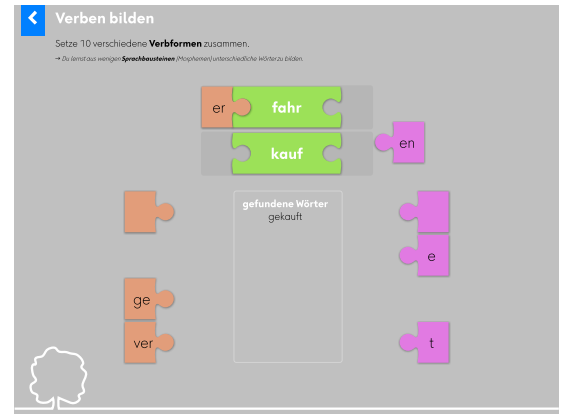 Verben bilden
Setze 10 verschiedene Verbformen zusammen.
→ Du lernst aus wenigen Sprachbausteinen (Morphemen) unterschiedliche Wörter zu bilden.
er fahr
kauf
en
gefundene Wörter
gekauft
e
ge
ver
t